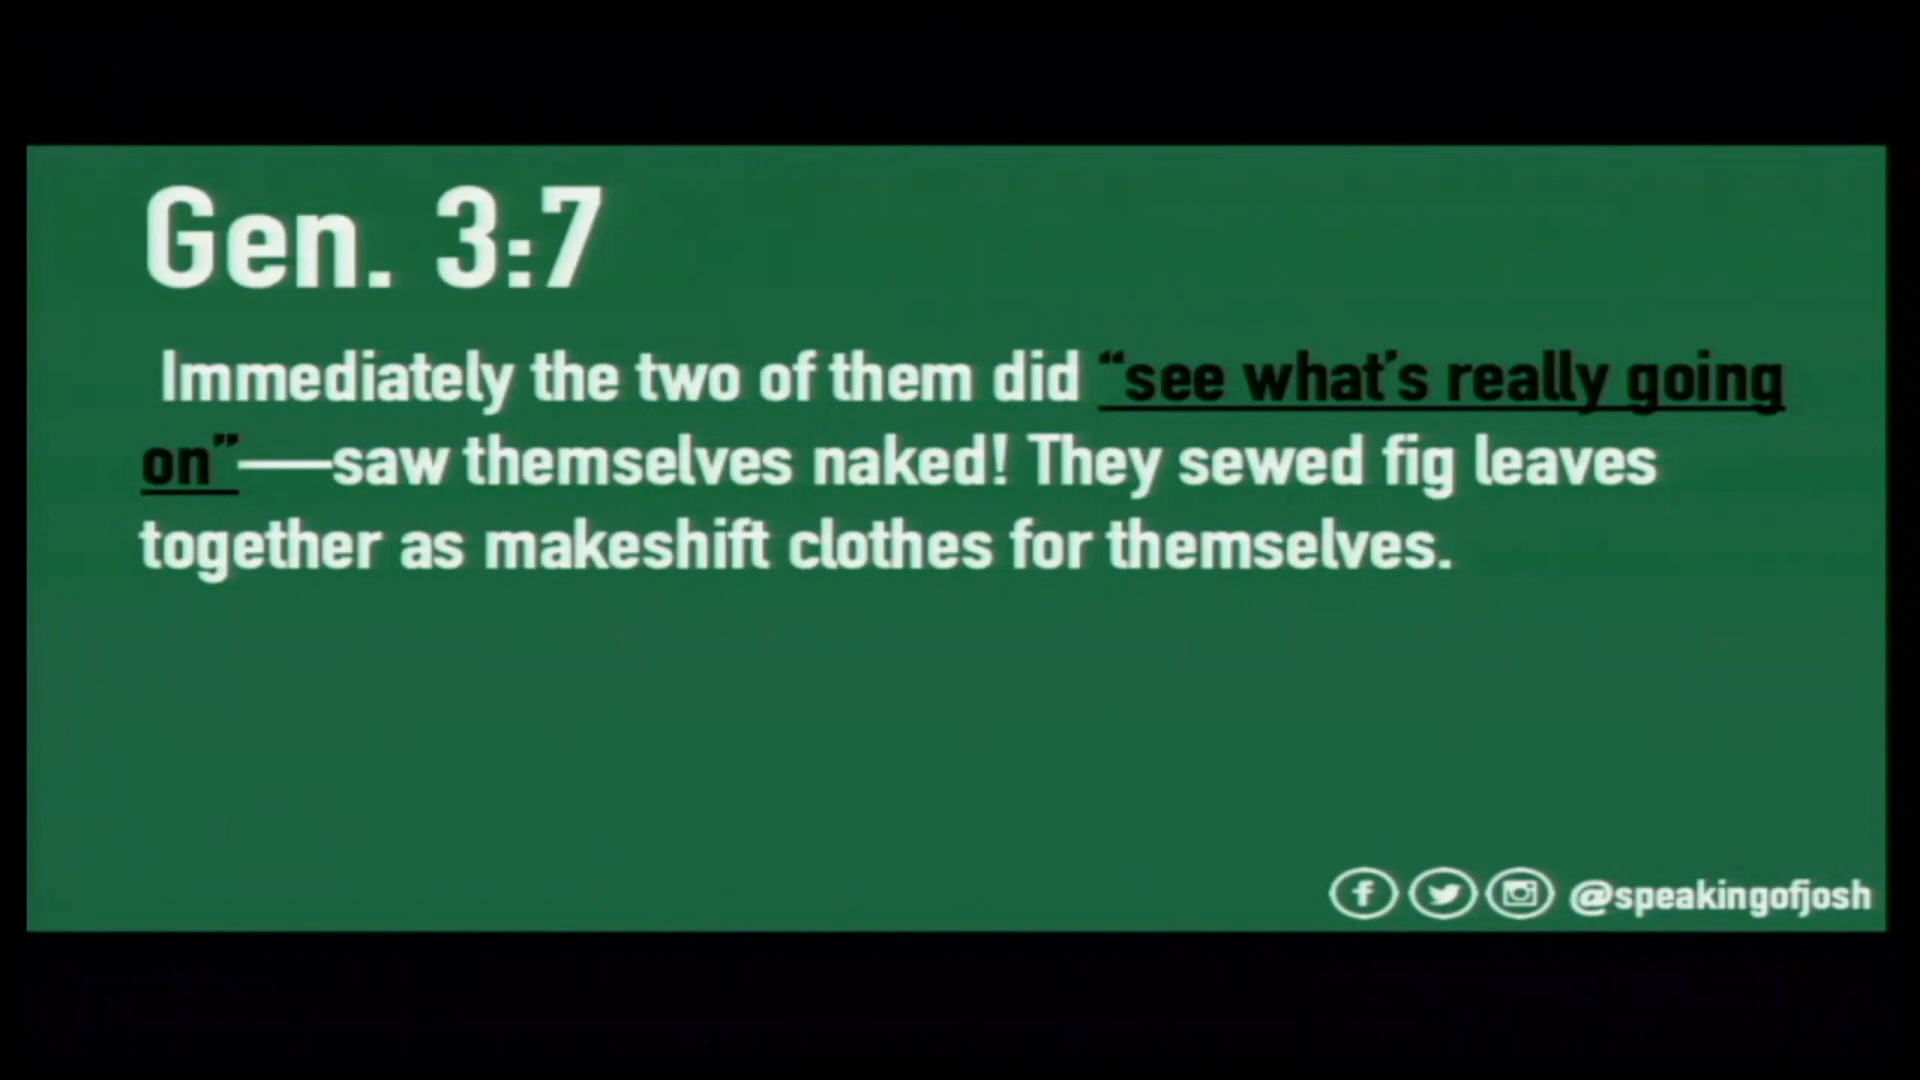 Gen. 3:7
Immediately the two of them did “see what’s really going
on”—saw themselves naked! They sewed fig leaves
together as makeshift clothes for themselves.
@speakingofjosh